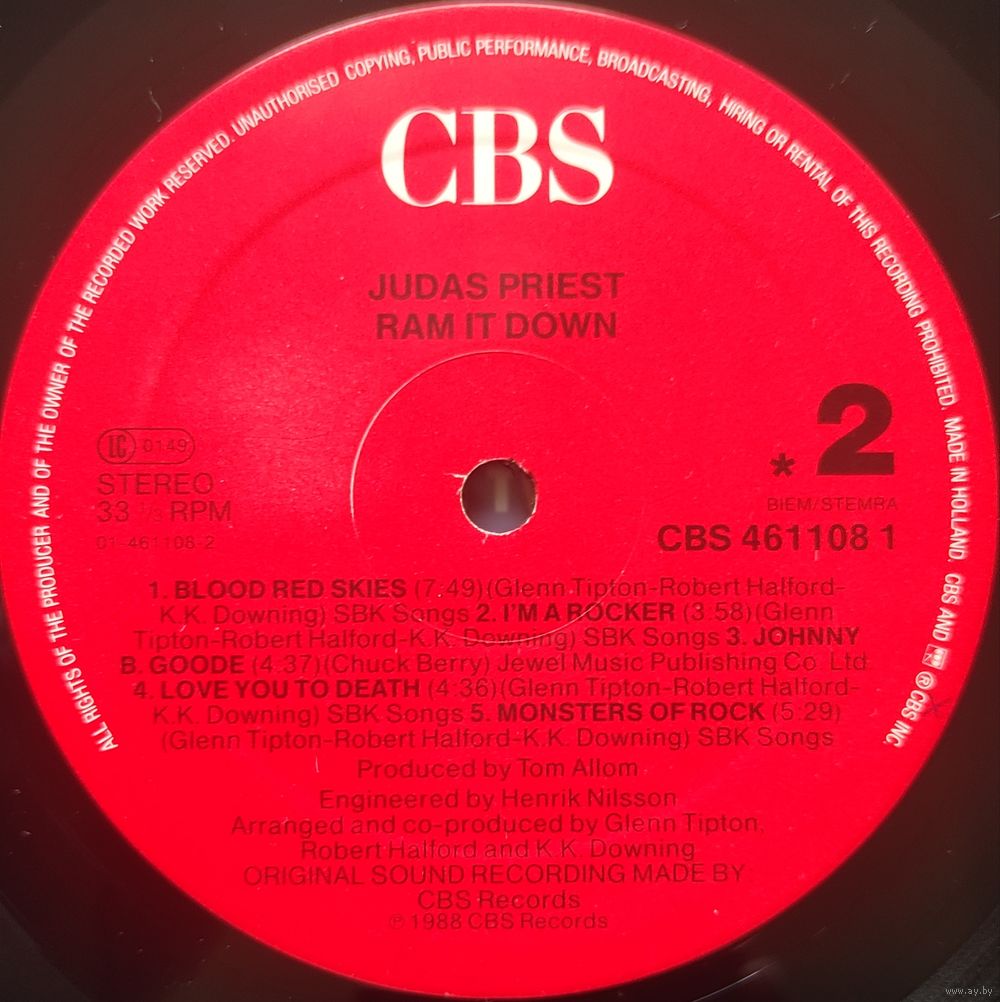 ALL RIGHTS OF THE PRODUCER AND OF THE OWNER OF THE RECORDED WORK RESERVED. UNAUTHORISED COPYING, PUBLIC PERFORMANCE, BROADCASTING, HIRING OR RENTAL OF THIS RECORDING PROHIBITED. MADE IN HOLLAND. CBS AND ℗ CBS INC.
CBS
JUDAS PRIEST
RAM IT DOWN
LC 0149
STEREO
33 1/3 RPM
01-461108-2
* 2
BIEM/STEMRA
CBS 461108 1
1. BLOOD RED SKIES (7:49)(Glenn Tipton-Robert Halford-
K.K. Downing) SBK Songs 2. I'M A ROCKER (3:58)(Glenn
Tipton-Robert Halford-K.K. Downing) SBK Songs 3. JOHNNY
B. GOODE (4.37)(Chuck Berry) Jewel Music Publishing Co. Ltd.
4. LOVE YOU TO DEATH (4:36)(Glenn Tipton-Robert Halford-
K.K. Downing) SBK Songs 5. MONSTERS OF ROCK (5:29)
(Glenn Tipton-Robert Halford-K.K. Downing) SBK Songs
Produced by Tom Allom
Engineered by Henrik Nilsson
Arranged and co-produced by Glenn Tipton,
Robert Halford and K.K. Downing
ORIGINAL SOUND RECORDING MADE BY
CBS Records
℗ 1988 CBS Records
www.ay.by